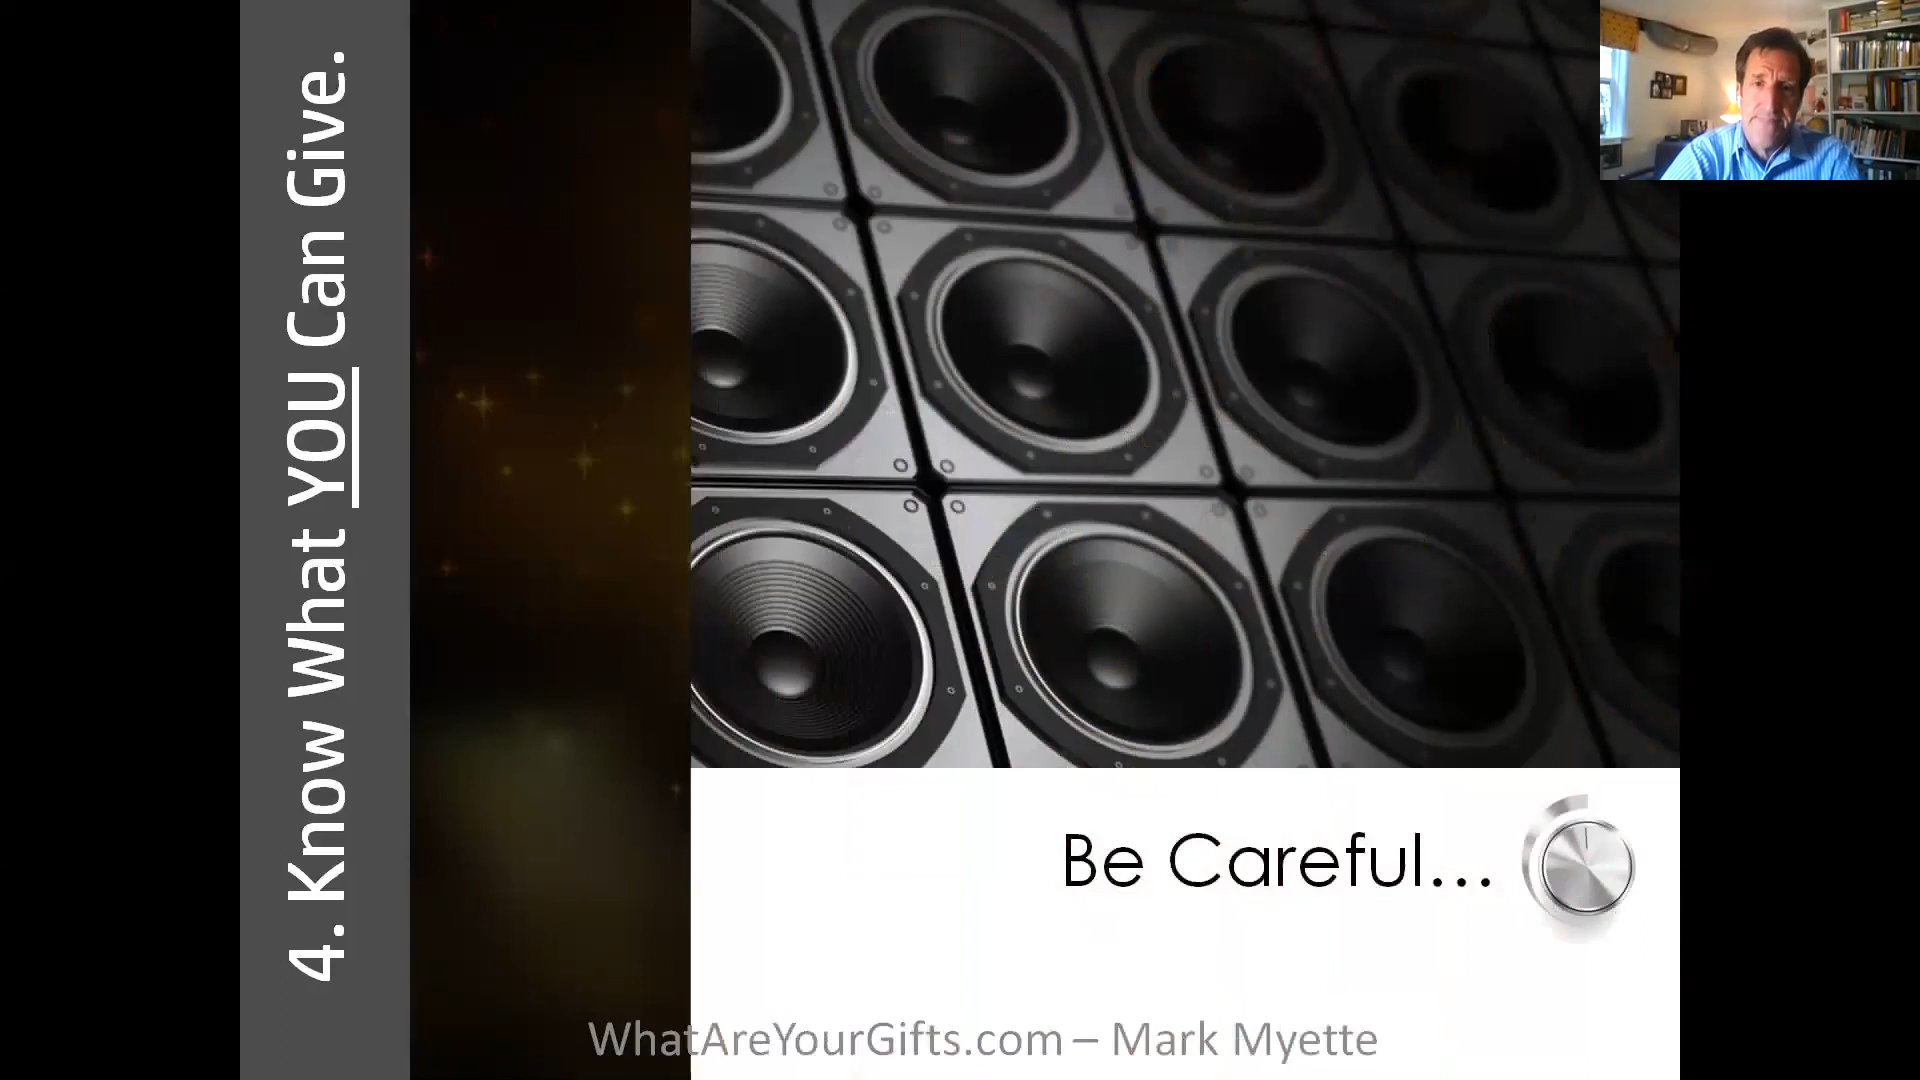 4. Know What YOU Can Give.
Be Careful...
WhatAreYourGifts.com – Mark Myette